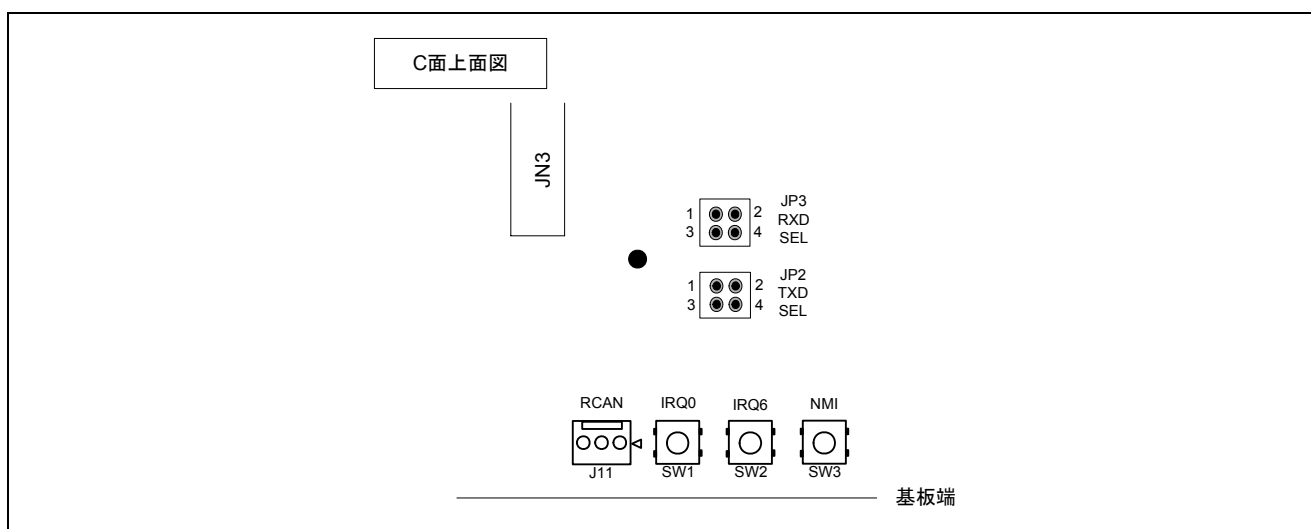 C面上面図
JN3
1 2 JP3
RXD
3 4 SEL
1 2 JP2
TXD
3 4 SEL
RCAN IRQ0 IRQ6 NMI
J11 SW1 SW2 SW3
基板端